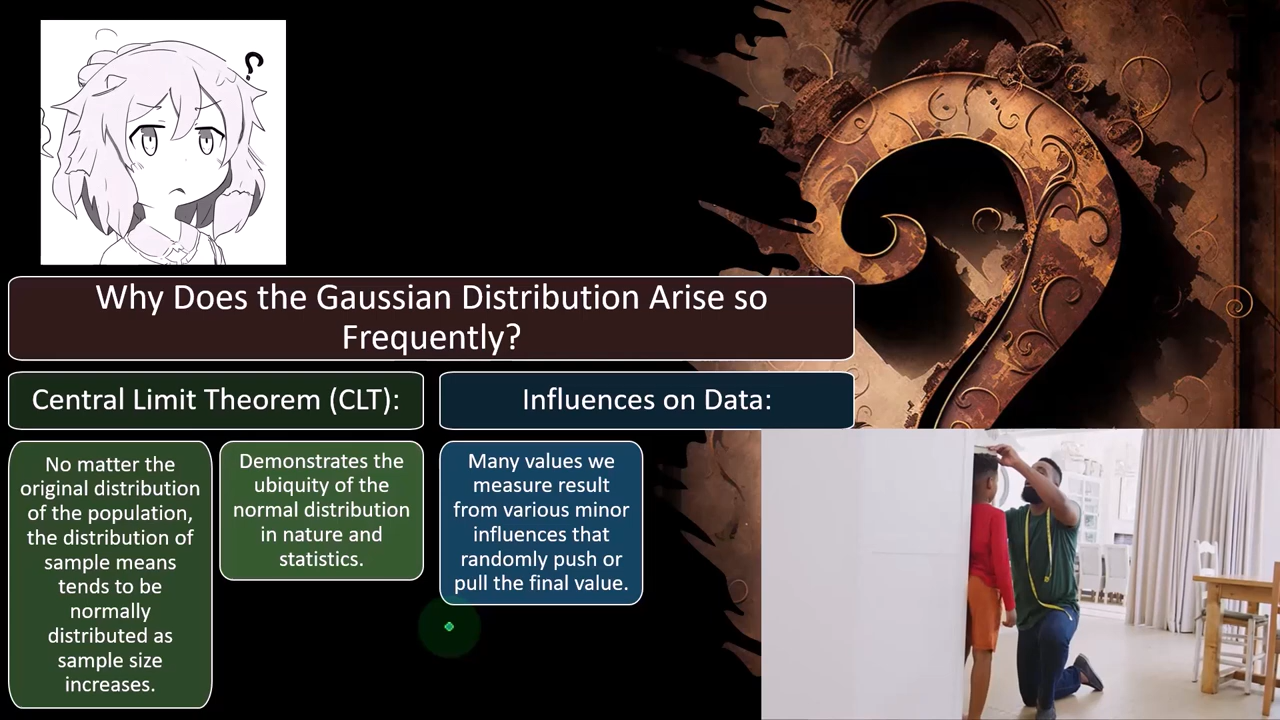 ?
Why Does the Gaussian Distribution Arise so
Frequently?
Central Limit Theorem (CLT):
No matter the
original distribution
of the population,
the distribution of
sample means
tends to be
normally
distributed as
sample size
increases.
Demonstrates the
ubiquity of the
normal distribution
in nature and
statistics.
Influences on Data:
Many values we
measure result
from various minor
influences that
randomly push or
pull the final value.